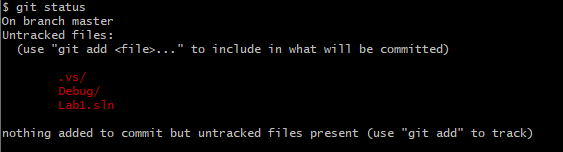 $ git status
On branch master
Untracked files:
  (use "git add <file>..." to include in what will be committed)
        .vs/
        Debug/
        Lab1.sln
nothing added to commit but untracked files present (use "git add" to track)